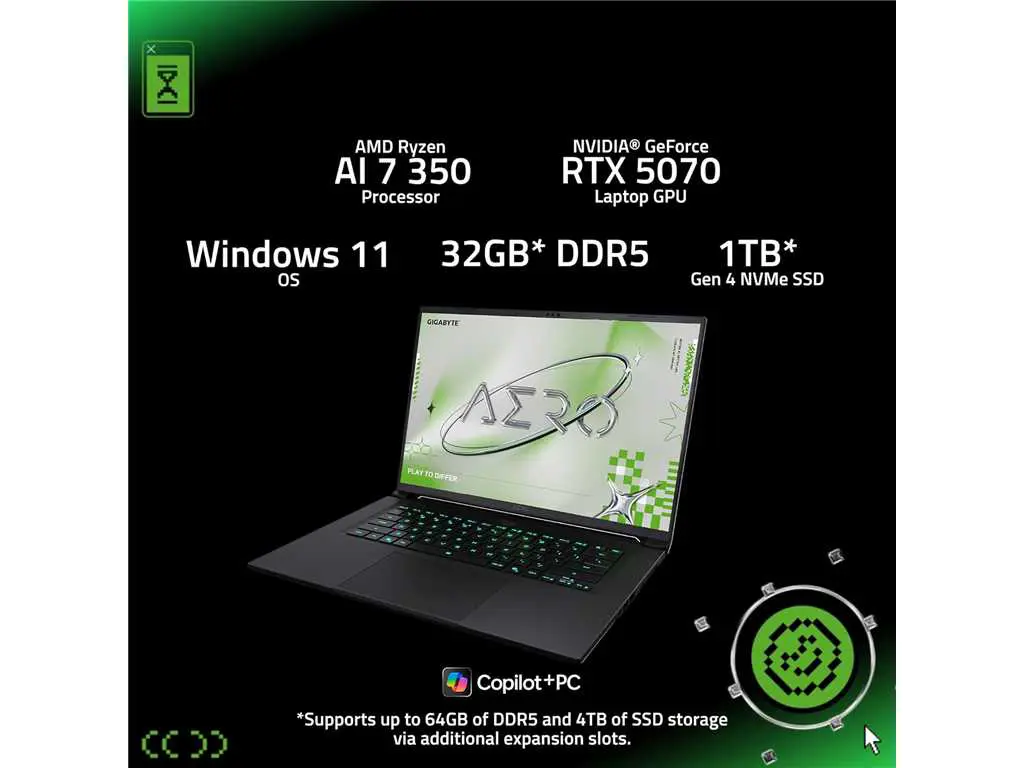 AMD Ryzen
AI 7 350
Processor
NVIDIA® GeForce
RTX 5070
Laptop GPU
Windows 11
OS
32GB* DDR5
1TB*
Gen 4 NVMe SSD
GIGABYTE
AERO
PLAY TO DIFFER
Copilot+PC
*Supports up to 64GB of DDR5 and 4TB of SSD storage
via additional expansion slots.